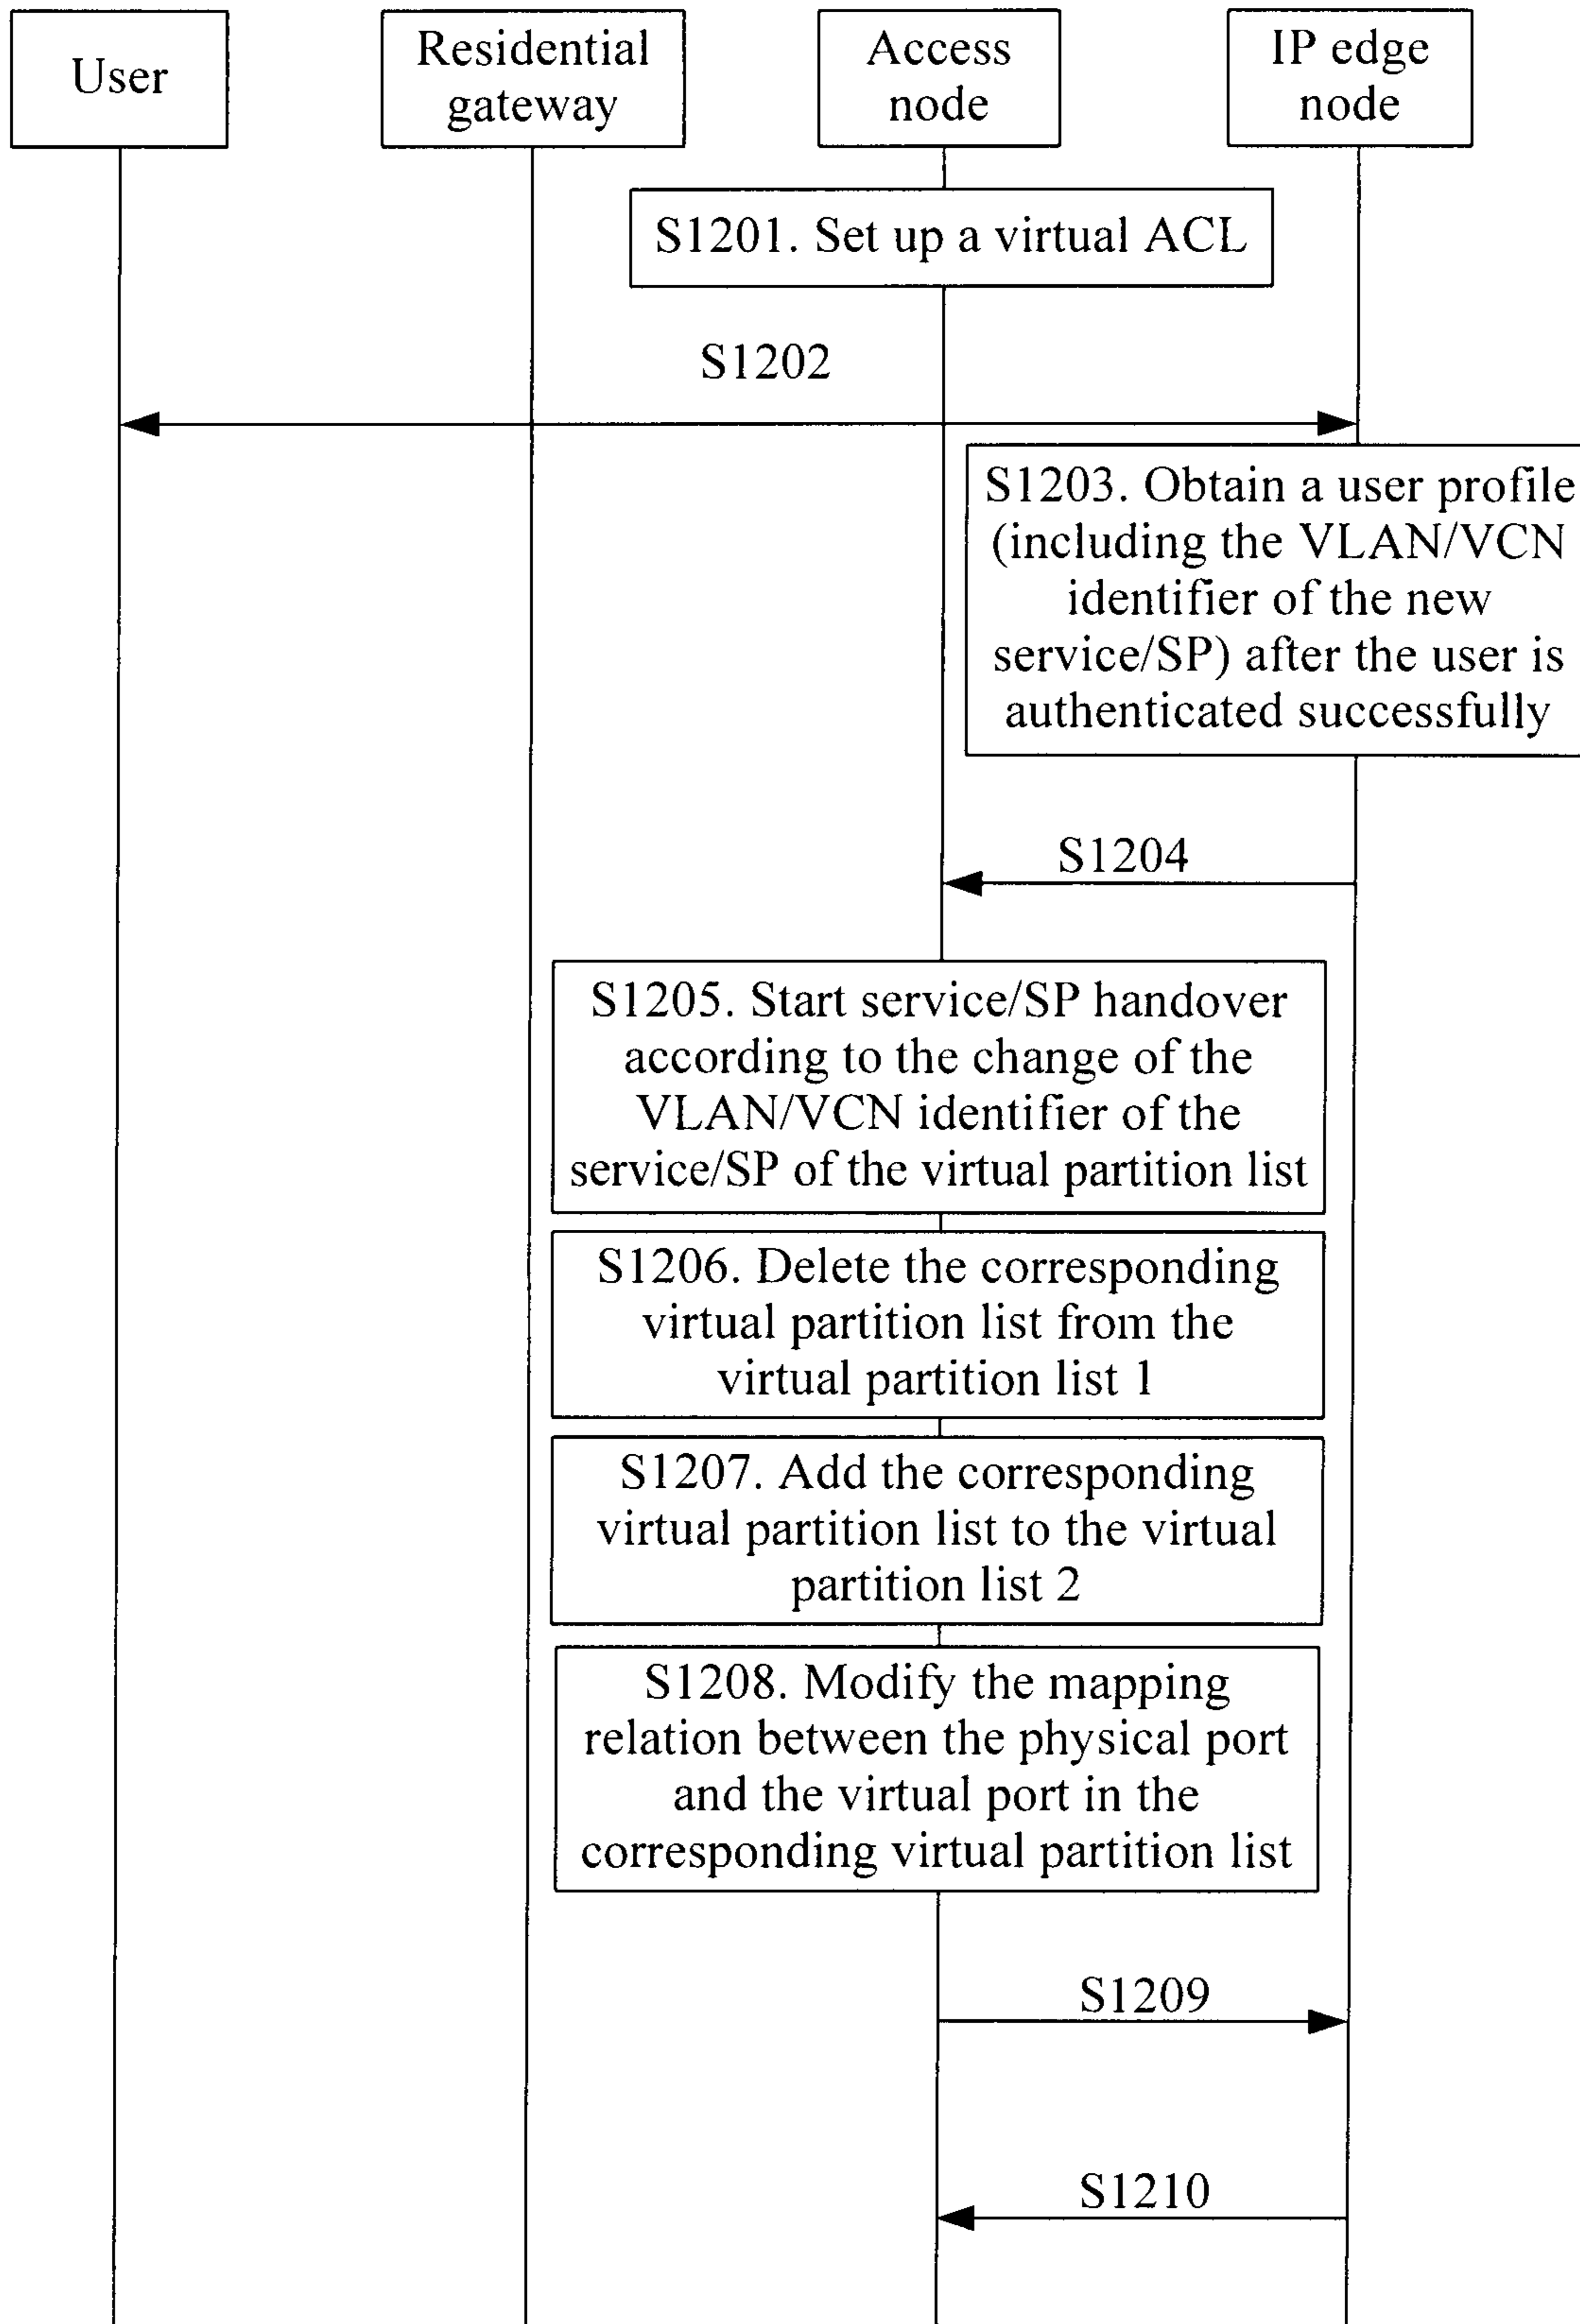 User
Residential
gateway
Access
node
IP edge
node
S1201. Set up a virtual ACL
S1202
S1203. Obtain a user profile
(including the VLAN/VCN
identifier of the new
service/SP) after the user is
authenticated successfully
S1204
S1205. Start service/SP handover
according to the change of the
VLAN/VCN identifier of the
service/SP of the virtual partition list
S1206. Delete the corresponding
virtual partition list from the
virtual partition list 1
S1207. Add the corresponding
virtual partition list to the virtual
partition list 2
S1208. Modify the mapping
relation between the physical port
and the virtual port in the
corresponding virtual partition list
S1209
S1210